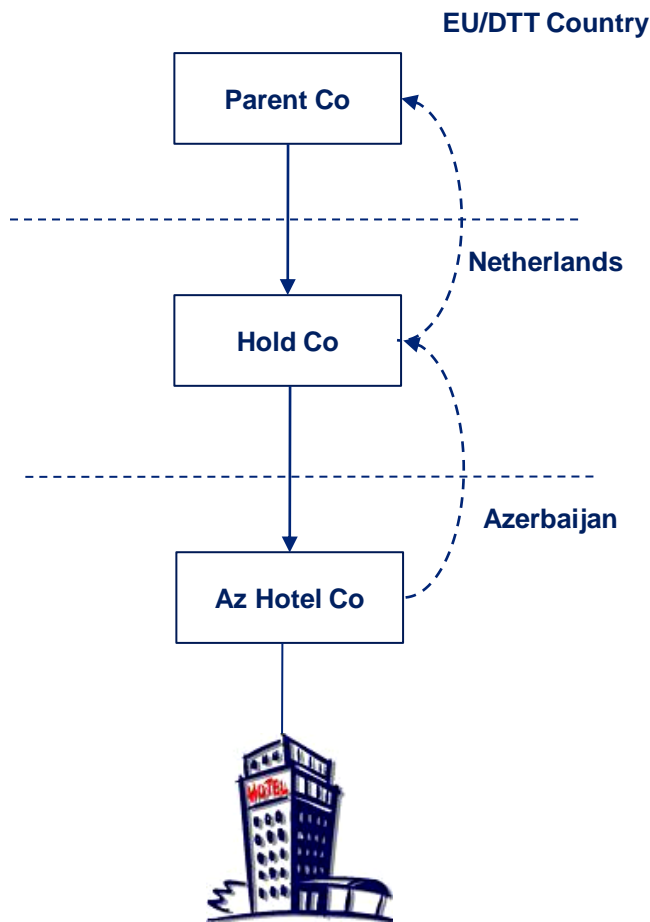 EU/DTT Country
Parent Co
Netherlands
Hold Co
Azerbaijan
Az Hotel Co
HOTEL